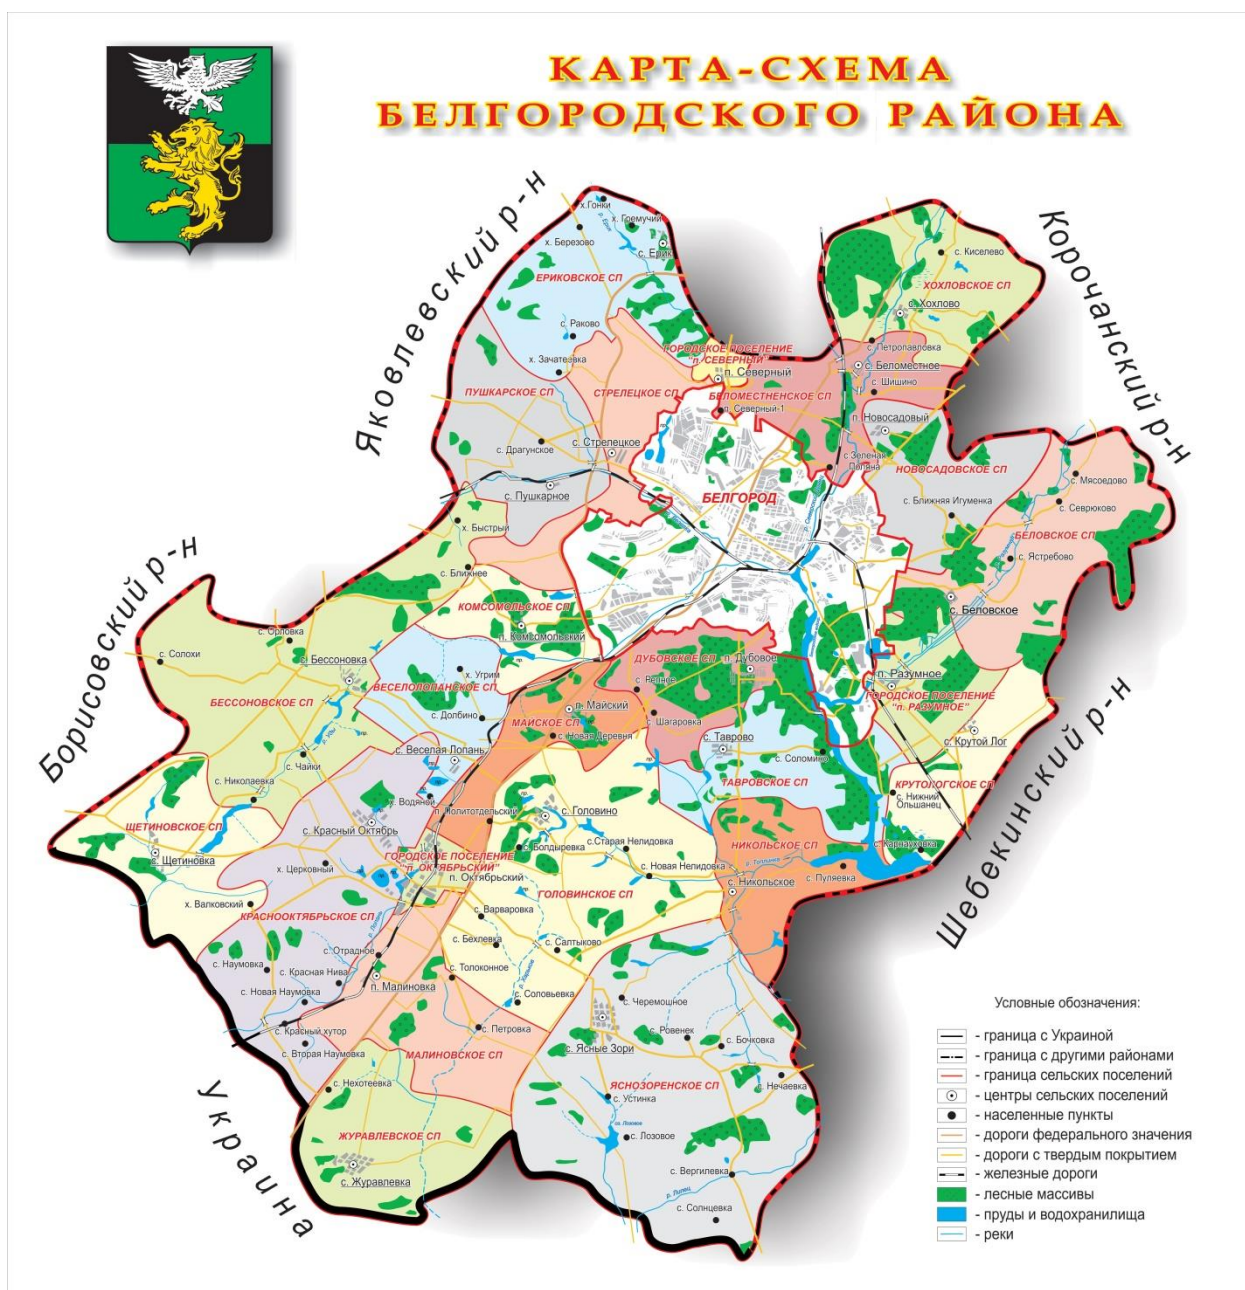 КАРТА-СХЕМА
БЕЛГОРОДСКОГО РАЙОНА
Яковлевский р-н
Корочанский р-н
Борисовский р-н
Шебекинский р-н
Украина
х.Гонки
р. Ерик
х. Гремучий
х. Березово
с. Ерик
ЕРИКОВСКОЕ СП
с. Киселево
ХОХЛОВСКОЕ СП
с. Хохлово
с. Раково
х. Зачатеевка
ГОРОДСКОЕ ПОСЕЛЕНИЕ
"п. СЕВЕРНЫЙ"
п. Северный
с. Петропавловка
с. Беломестное
с. Шишино
ПУШКАРСКОЕ СП
СТРЕЛЕЦКОЕ СП
БЕЛОМЕСТНЕНСКОЕ СП
п. Северный-1
п. Новосадовый
с. Драгунское
с. Стрелецкое
с. Зеленая
Поляна
НОВОСАДОВСКОЕ СП
с. Мясоедово
с. Пушкарное
БЕЛГОРОД
с. Ближняя Игуменка
с. Севрюково
БЕЛОВСКОЕ СП
х. Быстрый
с. Ястребово
с. Ближнее
КОМСОМОЛЬСКОЕ СП
п. Комсомольский
с. Беловское
с. Орловка
с. Солохи
с. Бессоновка
ДУБОВСКОЕ СП
п. Дубовое
х. Угрим
ВЕСЕЛОЛОПАНСКОЕ СП
с. Репное
п. Разумное
ГОРОДСКОЕ ПОСЕЛЕНИЕ
"п. РАЗУМНОЕ"
БЕССОНОВСКОЕ СП
с. Долбино
МАЙСКОЕ СП
п. Майский
с. Шагаровка
с. Новая Деревня
с. Таврово
с. Крутой Лог
р. Уды
с. Веселая Лопань
с. Соломино
с. Чайки
с. Николаевка
ТАВРОВСКОЕ СП
КРУТОЛОГСКОЕ СП
с. Нижний
Ольшанец
х. Водяной
п. Политотдельский
с. Головино
ЩЕТИНОВСКОЕ СП
с. Красный Октябрь
с. Щетиновка
с. Болдыревка
с.Старая Нелидовка
НИКОЛЬСКОЕ СП
с. Карнауховка
ГОРОДСКОЕ ПОСЕЛЕНИЕ
"п. ОКТЯБРЬСКИЙ"
х. Церковный
п. Октябрьский
с. Новая Нелидовка
р. Топлинка
с. Пуляевка
с. Никольское
ГОЛОВИНСКОЕ СП
х. Валковский
КРАСНООКТЯБРЬСКОЕ СП
с. Варваровка
с. Бехлевка
с. Салтыково
с. Отрадное
с. Наумовка
с. Красная Нива
с. Толоконное
р. Харьков
п. Малиновка
с. Новая Наумовка
с. Соловьевка
с. Черемошное
с. Красный хутор
с. Петровка
с. Ровенек
с. Бочковка
с. Вторая Наумовка
МАЛИНОВСКОЕ СП
с. Ясные Зори
с. Нехотеевка
ЯСНОЗОРЕНСКОЕ СП
с. Нечаевка
с. Устинка
ЖУРАВЛЕВСКОЕ СП
с. Лозовое
с. Журавлевка
с. Вергилевка
р. Липец
с. Солнцевка
Условные обозначения:
- граница с Украиной
- граница с другими районами
- граница сельских поселений
- центры сельских поселений
- населенные пункты
- дороги федерального значения
- дороги с твердым покрытием
- железные дороги
- лесные массивы
- пруды и водохранилища
- реки